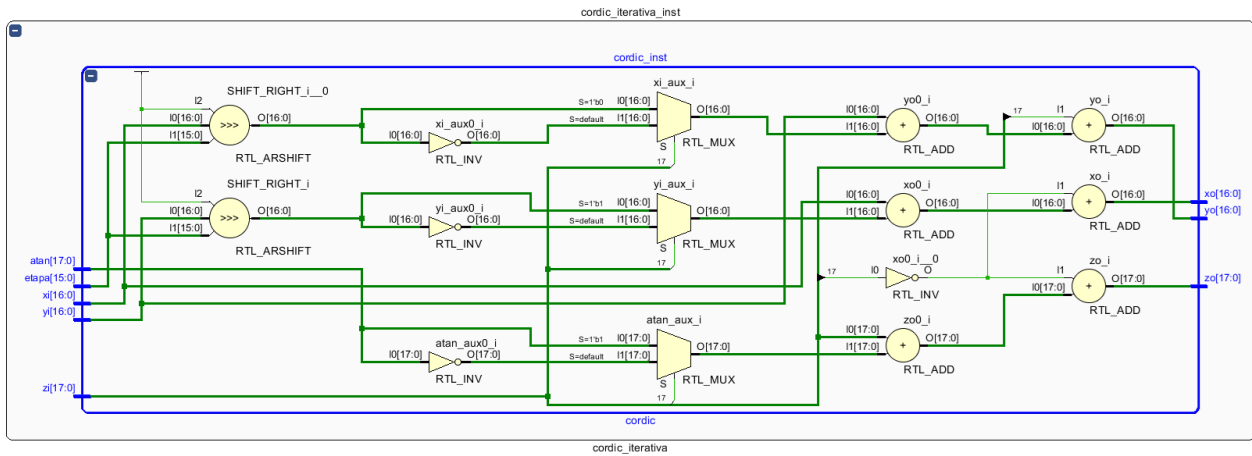 cordic_iterativa_inst
cordic_inst
SHIFT_RIGHT_i__0
I2
I0[16:0]
I1[15:0]
O[16:0]
>>>
RTL_ARSHIFT
xi_aux0_i
I0[16:0]
O[16:0]
RTL_INV
xi_aux_i
S=1'b0
I0[16:0]
S=default
I1[16:0]
O[16:0]
S
17
RTL_MUX
yo0_i
I0[16:0]
I1[16:0]
O[16:0]
+
RTL_ADD
yo_i
17
I1
I0[16:0]
O[16:0]
+
RTL_ADD
SHIFT_RIGHT_i
I2
I0[16:0]
I1[15:0]
O[16:0]
>>>
RTL_ARSHIFT
yi_aux0_i
I0[16:0]
O[16:0]
RTL_INV
yi_aux_i
S=1'b1
I0[16:0]
S=default
I1[16:0]
O[16:0]
S
17
RTL_MUX
xo0_i
I0[16:0]
I1[16:0]
O[16:0]
+
RTL_ADD
xo_i
I1
I0[16:0]
O[16:0]
+
RTL_ADD
xo[16:0]
yo[16:0]
atan[17:0]
etapa[15:0]
xi[16:0]
yi[16:0]
zi[17:0]
xo0_i__0
17
I0
O
RTL_INV
zo_i
I1
I0[17:0]
O[17:0]
+
RTL_ADD
zo[17:0]
atan_aux0_i
I0[17:0]
O[17:0]
RTL_INV
atan_aux_i
S=1'b1
I0[17:0]
S=default
I1[17:0]
O[17:0]
S
17
RTL_MUX
zo0_i
I0[17:0]
I1[17:0]
O[17:0]
+
RTL_ADD
cordic
cordic_iterativa